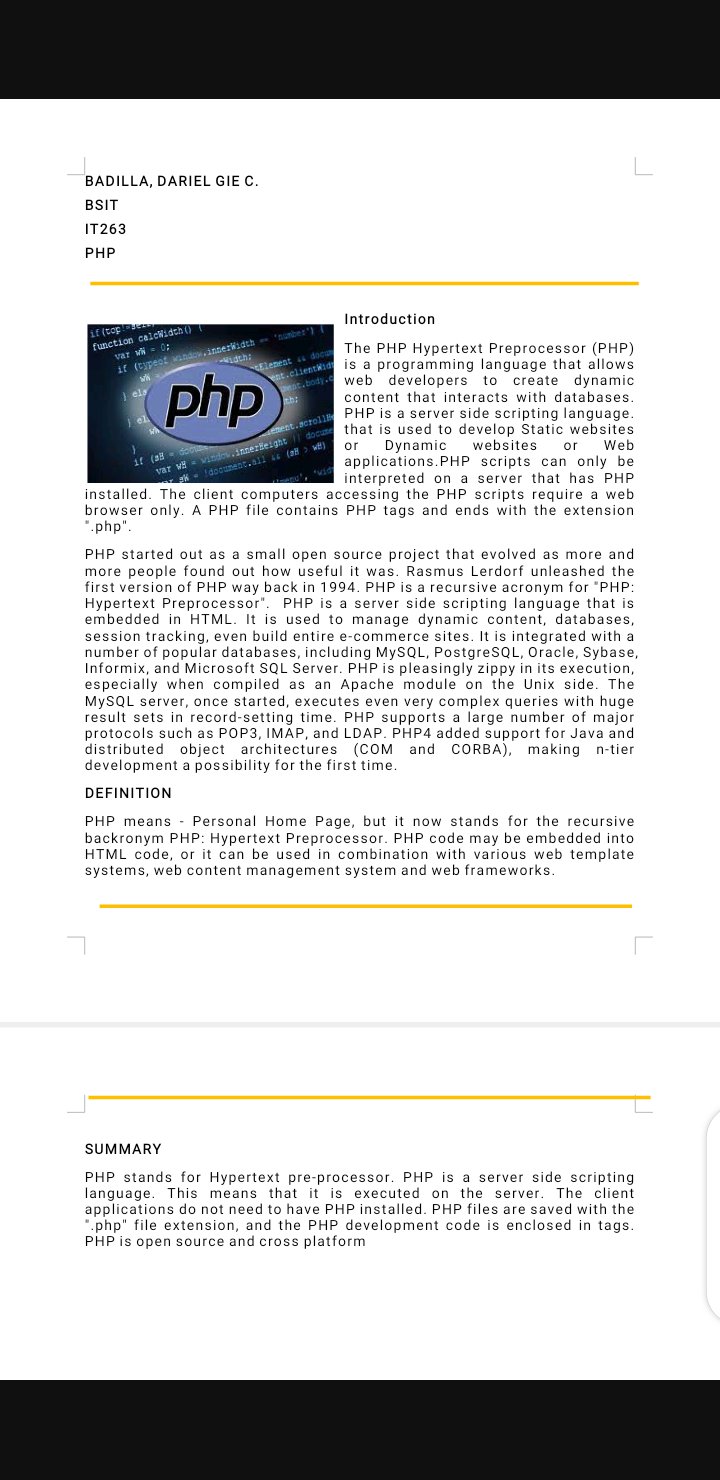 BADILLA, DARIEL GIE C.
BSIT
IT263
PHP
if(top!=self
function calcWidth() {
var wW = 0;
if (typeof window.innerWidth == 'number') {
php
Introduction
The PHP Hypertext Preprocessor (PHP)
is a programming language that allows
web developers to create dynamic
content that interacts with databases.
PHP is a server side scripting language.
that is used to develop Static websites
or Dynamic websites or Web
applications.PHP scripts can only be
interpreted on a server that has PHP
installed. The client computers accessing the PHP scripts require a web
browser only. A PHP file contains PHP tags and ends with the extension
".php".
PHP started out as a small open source project that evolved as more and
more people found out how useful it was. Rasmus Lerdorf unleashed the
first version of PHP way back in 1994. PHP is a recursive acronym for "PHP:
Hypertext Preprocessor".  PHP is a server side scripting language that is
embedded in HTML. It is used to manage dynamic content, databases,
session tracking, even build entire e-commerce sites. It is integrated with a
number of popular databases, including MySQL, PostgreSQL, Oracle, Sybase,
Informix, and Microsoft SQL Server. PHP is pleasingly zippy in its execution,
especially when compiled as an Apache module on the Unix side. The
MySQL server, once started, executes even very complex queries with huge
result sets in record-setting time. PHP supports a large number of major
protocols such as POP3, IMAP, and LDAP. PHP4 added support for Java and
distributed object architectures (COM and CORBA), making n-tier
development a possibility for the first time.
DEFINITION
PHP means - Personal Home Page, but it now stands for the recursive
backronym PHP: Hypertext Preprocessor. PHP code may be embedded into
HTML code, or it can be used in combination with various web template
systems, web content management system and web frameworks.
SUMMARY
PHP stands for Hypertext pre-processor. PHP is a server side scripting
language. This means that it is executed on the server. The client
applications do not need to have PHP installed. PHP files are saved with the
".php" file extension, and the PHP development code is enclosed in tags.
PHP is open source and cross platform